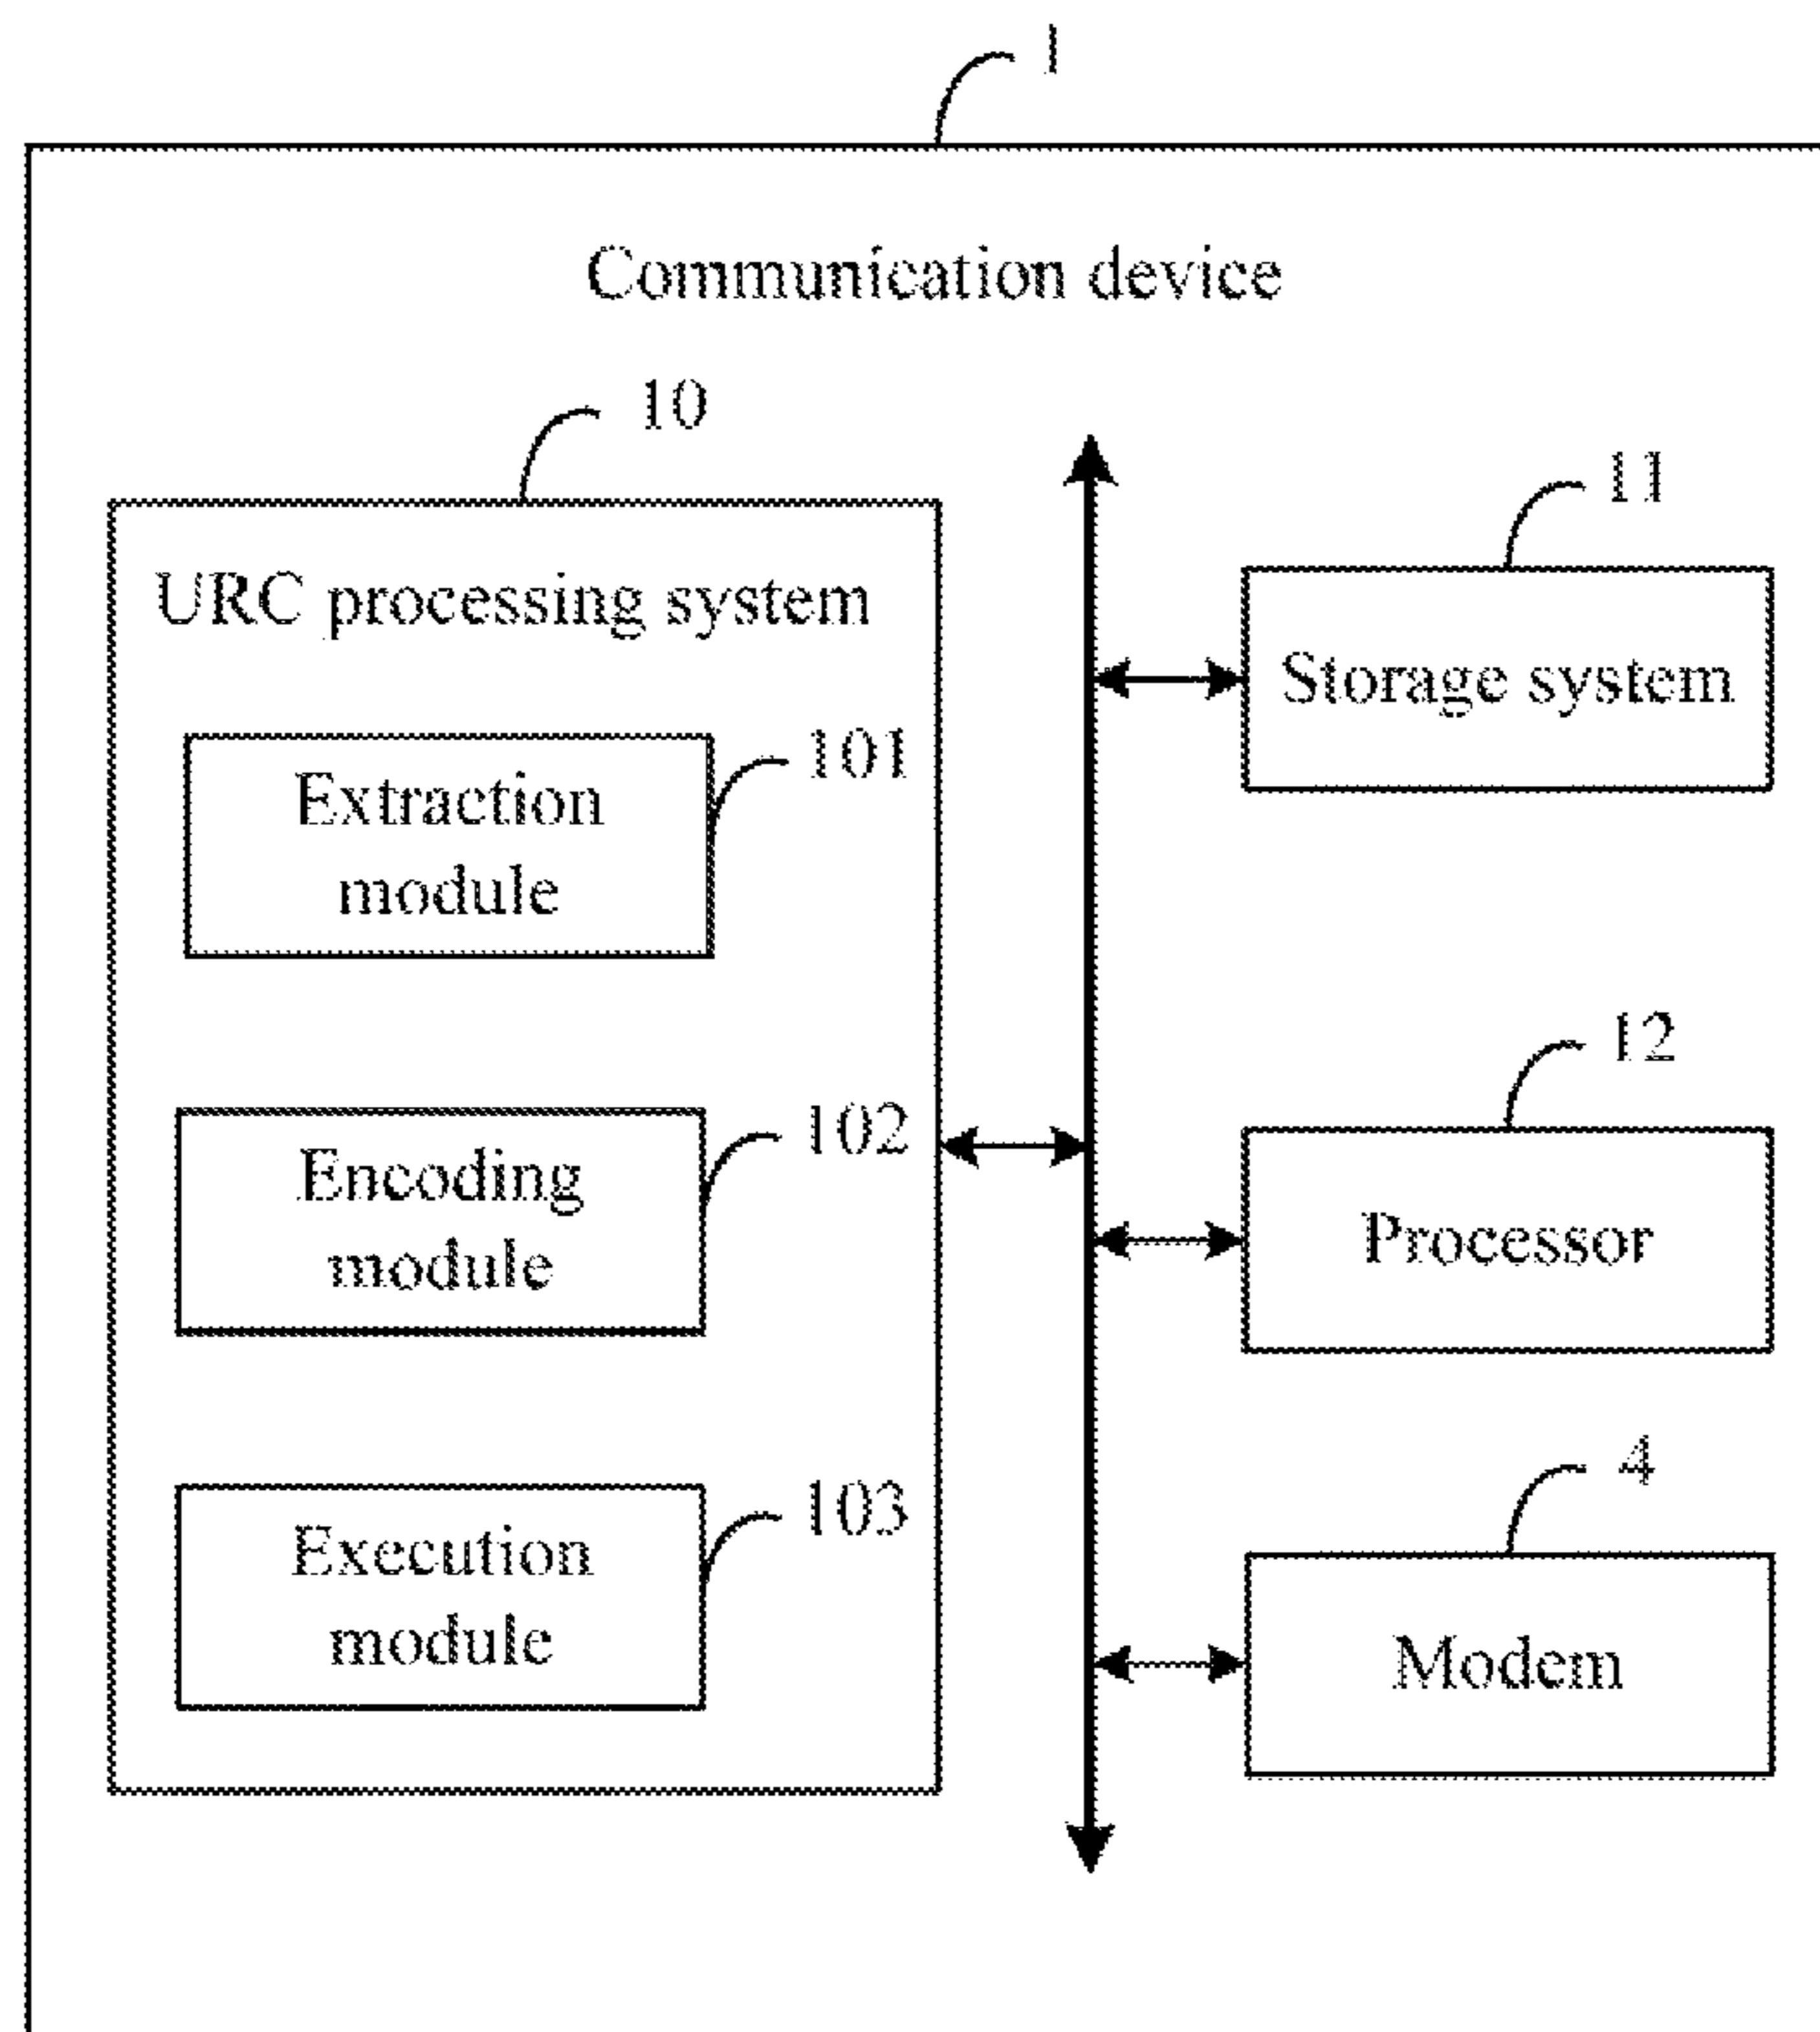 1
Communication device
10
URC processing system
101
Extraction
module
102
Encoding
module
103
Execution
module
11
Storage system
12
Processor
4
Modem